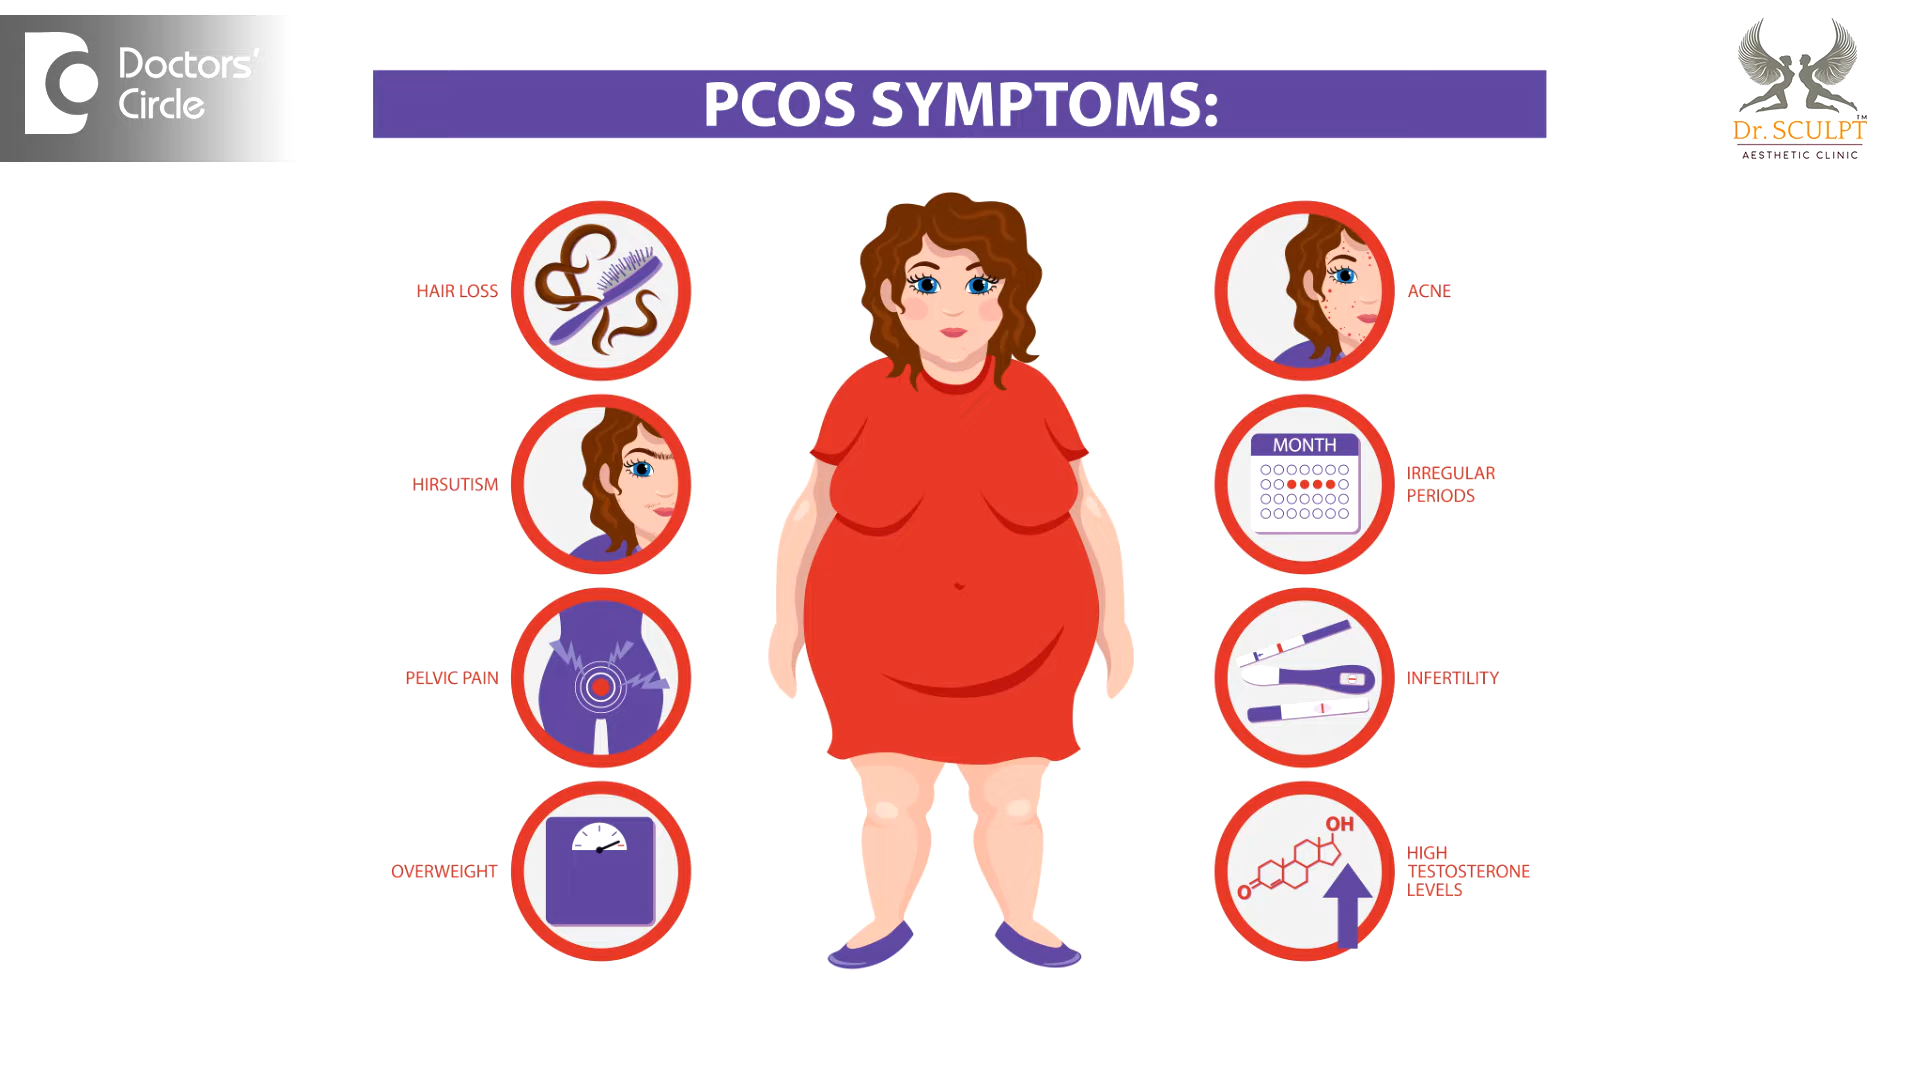 Doctors'
Circle
PCOS SYMPTOMS:
TM
Dr. SCULPT
AESTHETIC CLINIC
HAIR LOSS
HIRSUTISM
PELVIC PAIN
OVERWEIGHT
ACNE
MONTH
IRREGULAR
PERIODS
INFERTILITY
OH
O
HIGH
TESTOSTERONE
LEVELS